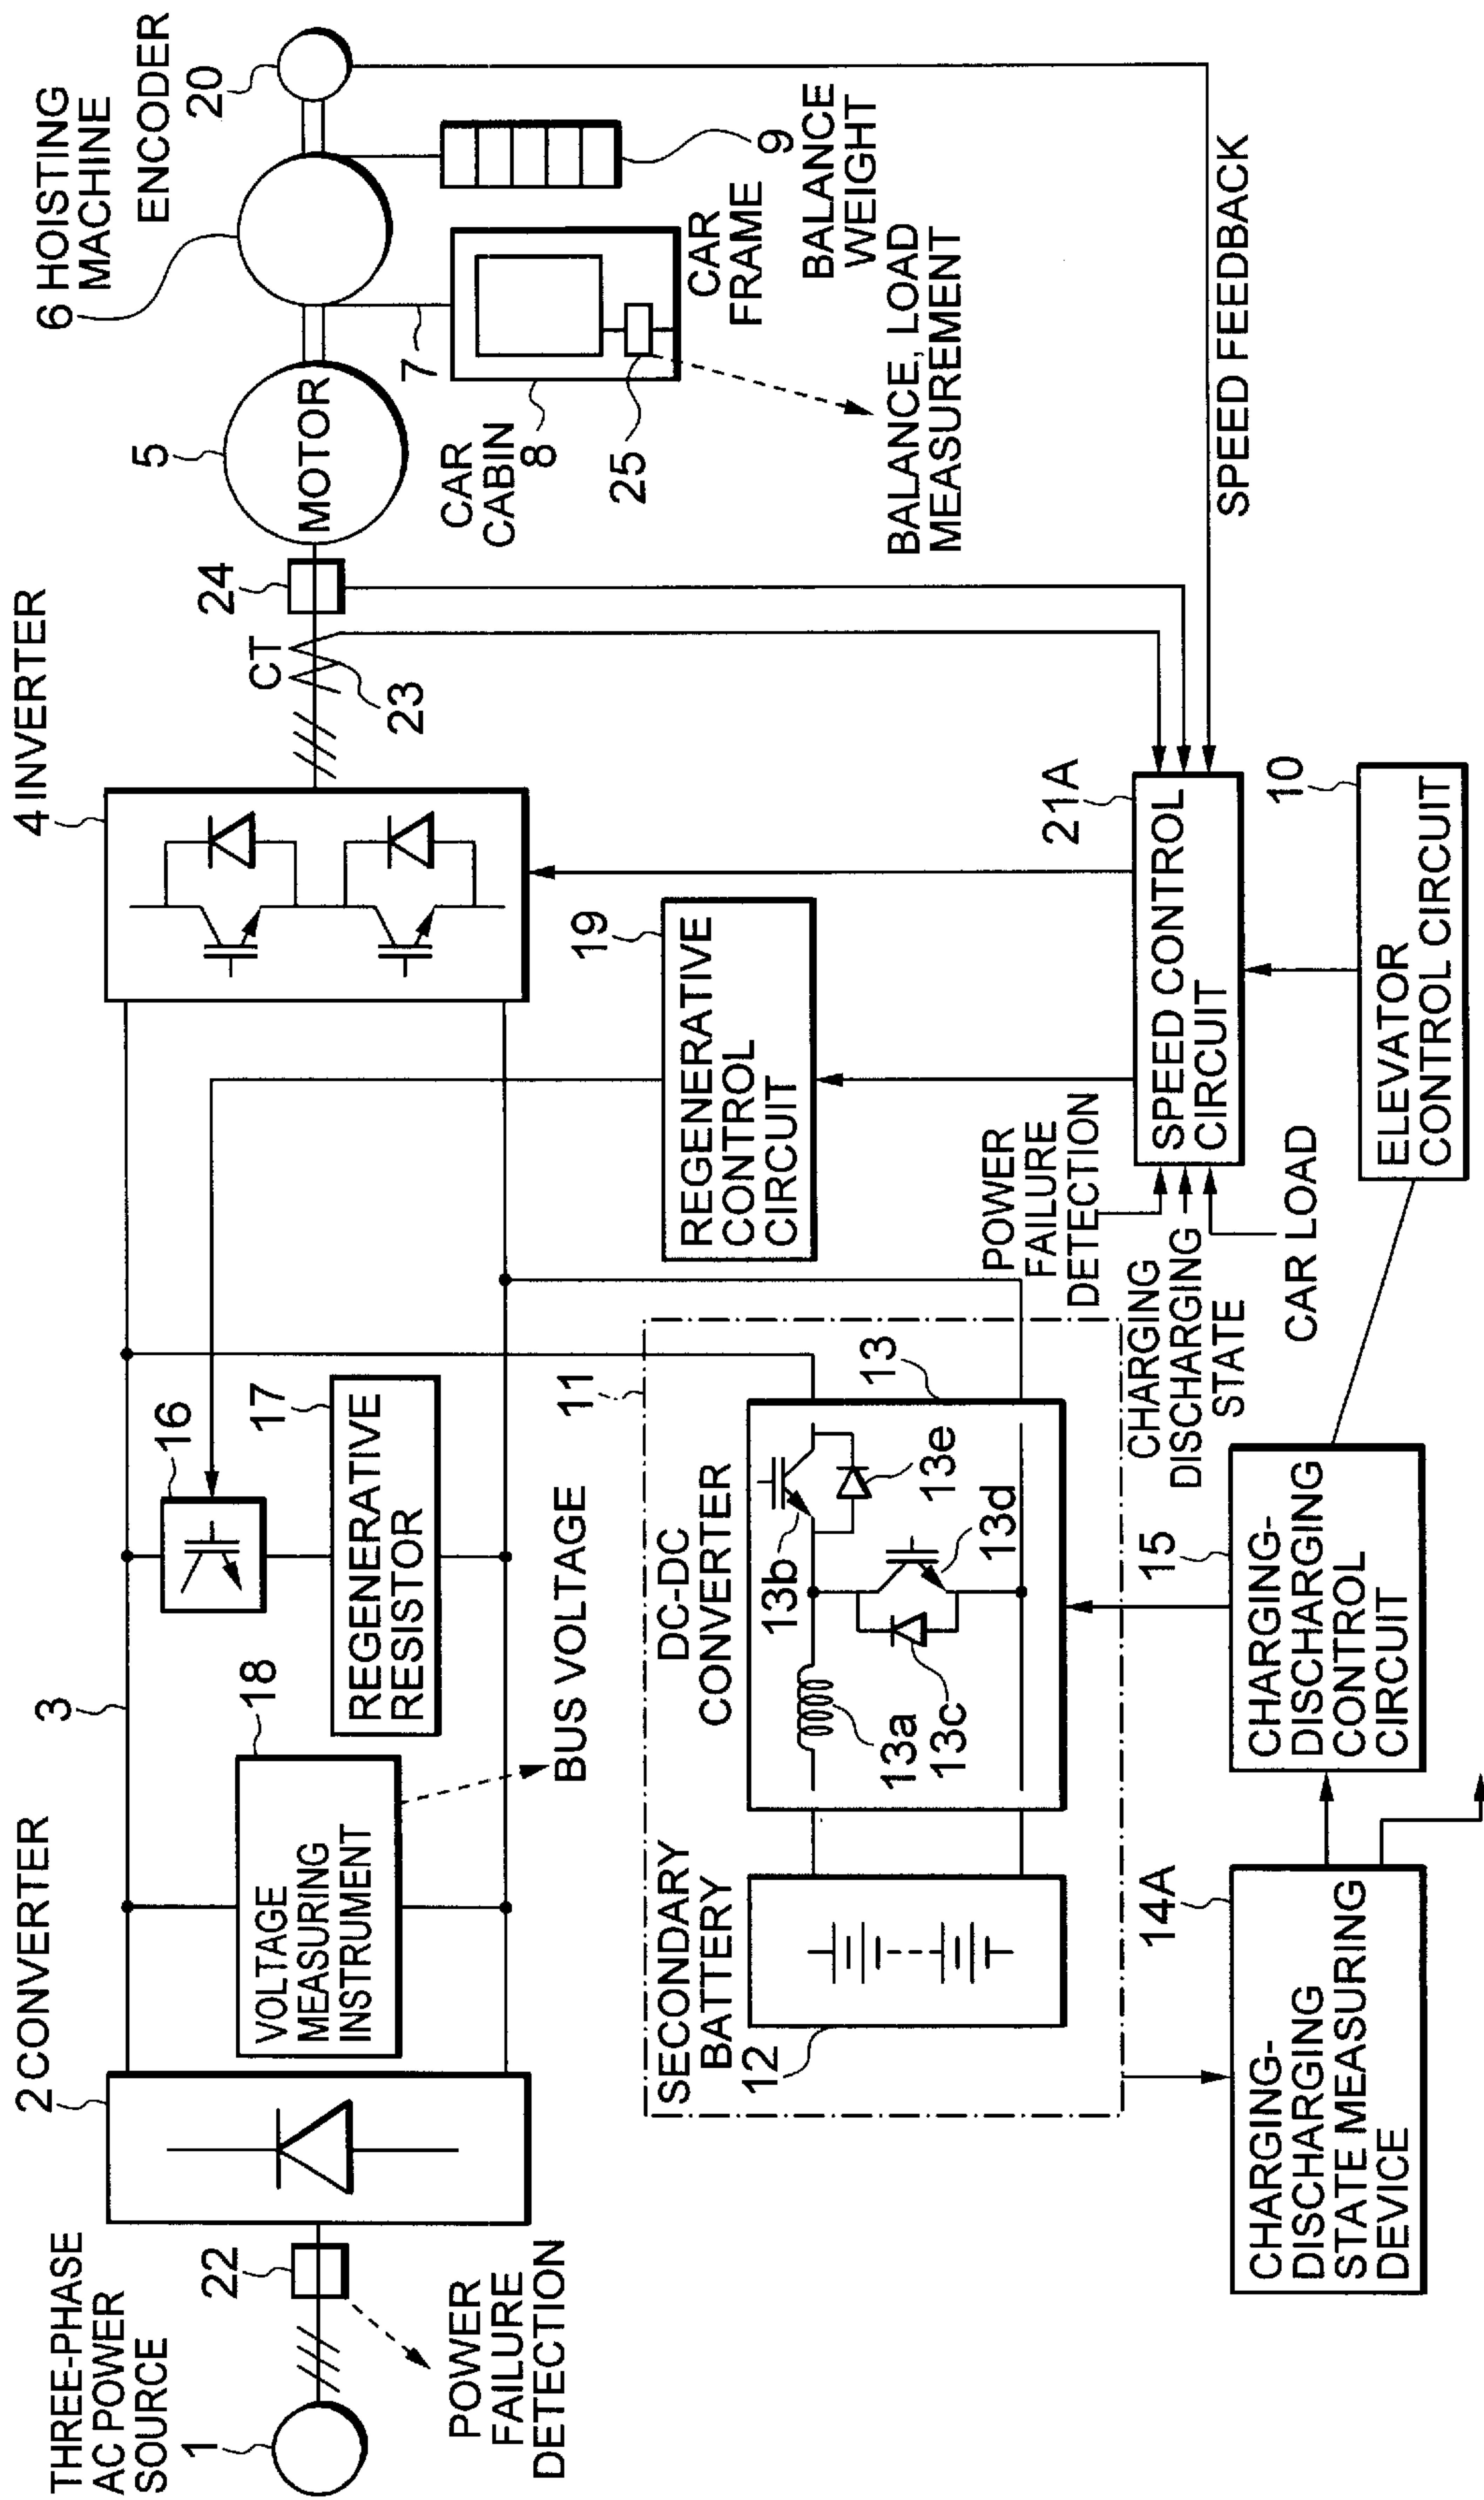 THREE-PHASE
AC POWER
SOURCE
1
22
POWER
FAILURE
DETECTION
2 CONVERTER
3
VOLTAGE
MEASURING
INSTRUMENT
18
BUS VOLTAGE
16
17
REGENERATIVE
RESISTOR
4 INVERTER
CT
23
24
5
MOTOR
6 HOISTING
MACHINE
ENCODER
20
7
CAR
CABIN
8
25
CAR
FRAME
9
BALANCE
WEIGHT
BALANCE, LOAD
MEASUREMENT
SPEED FEEDBACK
19
REGENERATIVE
CONTROL
CIRCUIT
11
SECONDARY
BATTERY
12
DC-DC
CONVERTER
13
13a
13b
13c
13d
13e
POWER
FAILURE
DETECTION
CHARGING
DISCHARGING
STATE
CAR LOAD
21A
SPEED CONTROL
CIRCUIT
10
ELEVATOR
CONTROL CIRCUIT
14A
CHARGING-
DISCHARGING
STATE MEASURING
DEVICE
15
CHARGING-
DISCHARGING
CONTROL
CIRCUIT